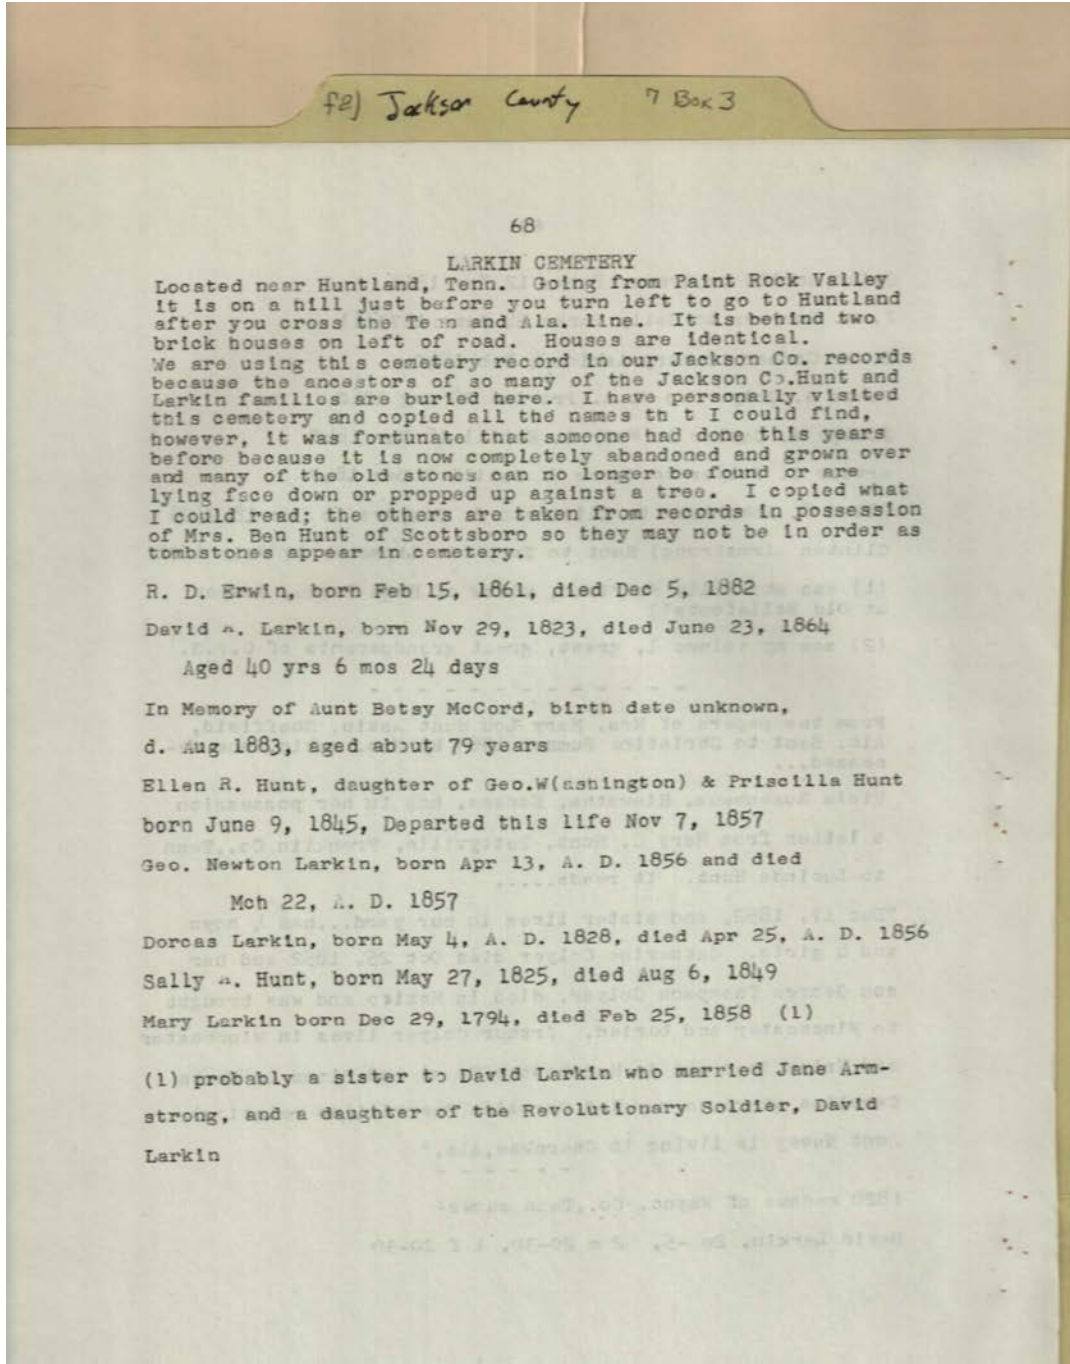 f2) Jackson County 7 Box 3
68
LARKIN CEMETERY
Located near Huntland, Tenn. Going from Paint Rock Valley
it is on a hill just before you turn left to go to Huntland
after you cross the Tenn and Ala. line. It is behind two
brick houses on left of road. Houses are identical.
We are using this cemetery record in our Jackson Co. records
because the ancestors of so many of the Jackson Co.Hunt and
Larkin families are buried here. I have personally visited
this cemetery and copied all the names th t I could find,
however, it was fortunate that someone had done this years
before because it is now completely abandoned and grown over
and many of the old stones can no longer be found or are
lying face down or propped up against a tree. I copied what
I could read; the others are taken from records in possession
of Mrs. Ben Hunt of Scottsboro so they may not be in order as
tombstones appear in cemetery.
R. D. Erwin, born Feb 15, 1861, died Dec 5, 1882
David A. Larkin, born Nov 29, 1823, died June 23, 1864
Aged 40 yrs 6 mos 24 days
In Memory of Aunt Betsy McCord, birth date unknown,
d. Aug 1883, aged about 79 years
Ellen R. Hunt, daughter of Geo.W(ashington) & Priscilla Hunt
born June 9, 1845, Departed this life Nov 7, 1857
Geo. Newton Larkin, born Apr 13, A. D. 1856 and died
Mch 22, A. D. 1857
Dorcas Larkin, born May 4, A. D. 1828, died Apr 25, A. D. 1856
Sally A. Hunt, born May 27, 1825, died Aug 6, 1849
Mary Larkin born Dec 29, 1794, died Feb 25, 1858 (1)
(1) probably a sister to David Larkin who married Jane Arm-
strong, and a daughter of the Revolutionary Soldier, David
Larkin